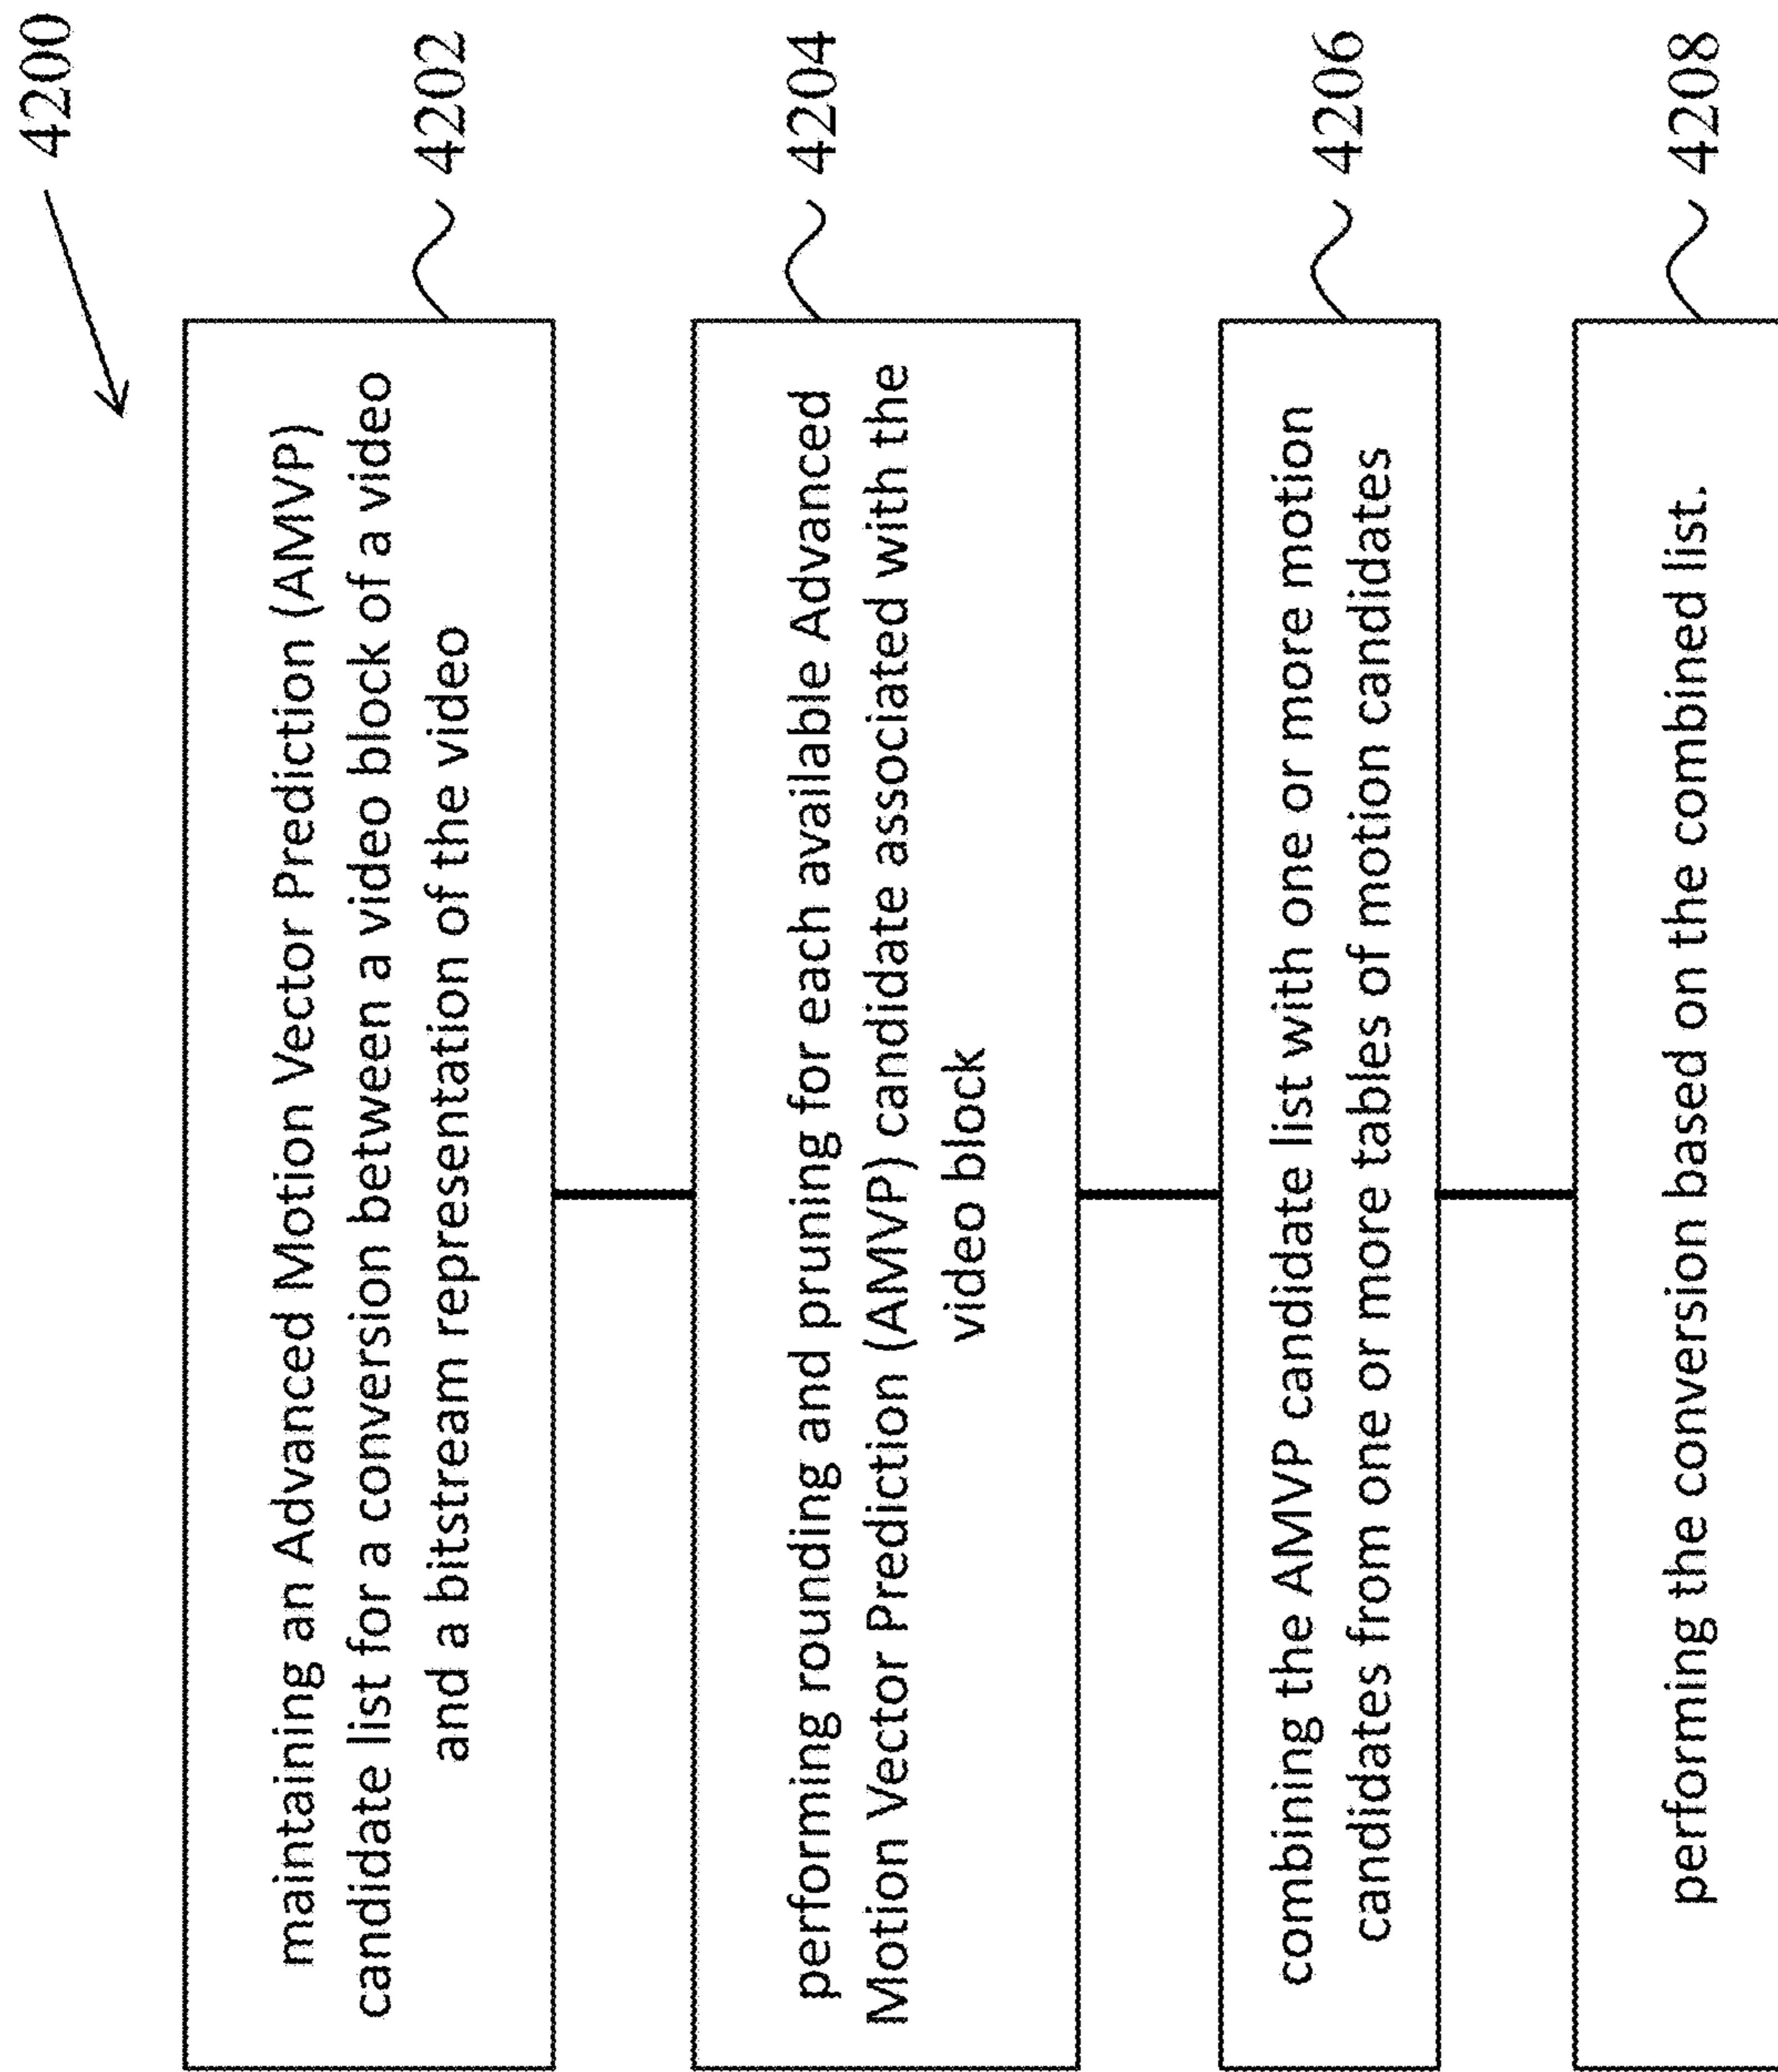 4200
maintaining an Advanced Motion Vector Prediction (AMVP)
candidate list for a conversion between a video block of a video
and a bitstream representation of the video
4202
performing rounding and pruning for each available Advanced
Motion Vector Prediction (AMVP) candidate associated with the
video block
4204
combining the AMVP candidate list with one or more motion
candidates from one or more tables of motion candidates
4206
performing the conversion based on the combined list.
4208